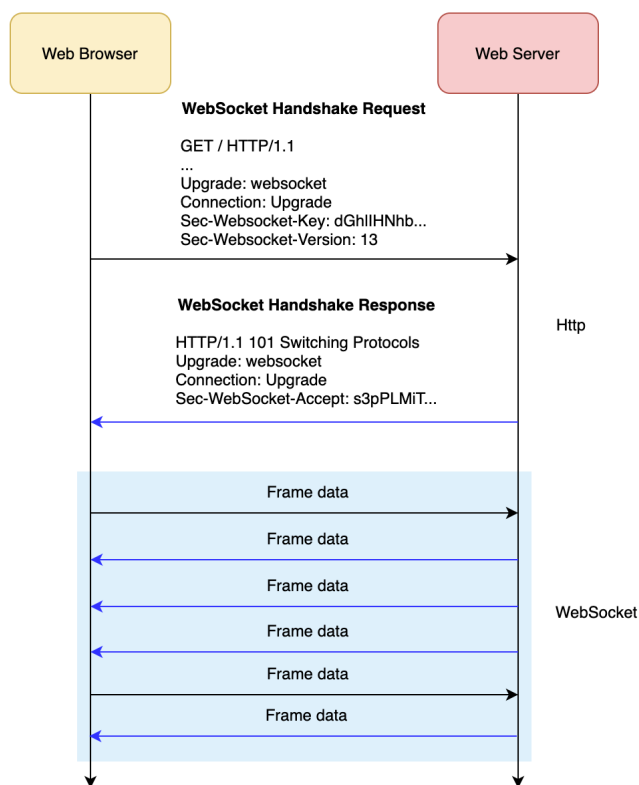 Web Browser
Web Server
WebSocket Handshake Request
GET / HTTP/1.1
...
Upgrade: websocket
Connection: Upgrade
Sec-Websocket-Key: dGhlIHNhb...
Sec-Websocket-Version: 13
WebSocket Handshake Response
Http
HTTP/1.1 101 Switching Protocols
Upgrade: websocket
Connection: Upgrade
Sec-WebSocket-Accept: s3pPLMiT...
Frame data
Frame data
Frame data
WebSocket
Frame data
Frame data
Frame data